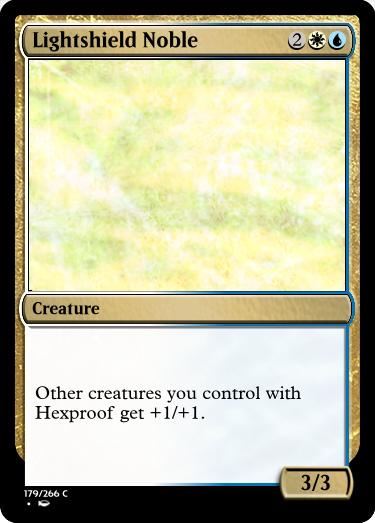 Lightshield Noble 2
Creature
Other creatures you control with
Hexproof get +1/+1.
3/3
179/266 C